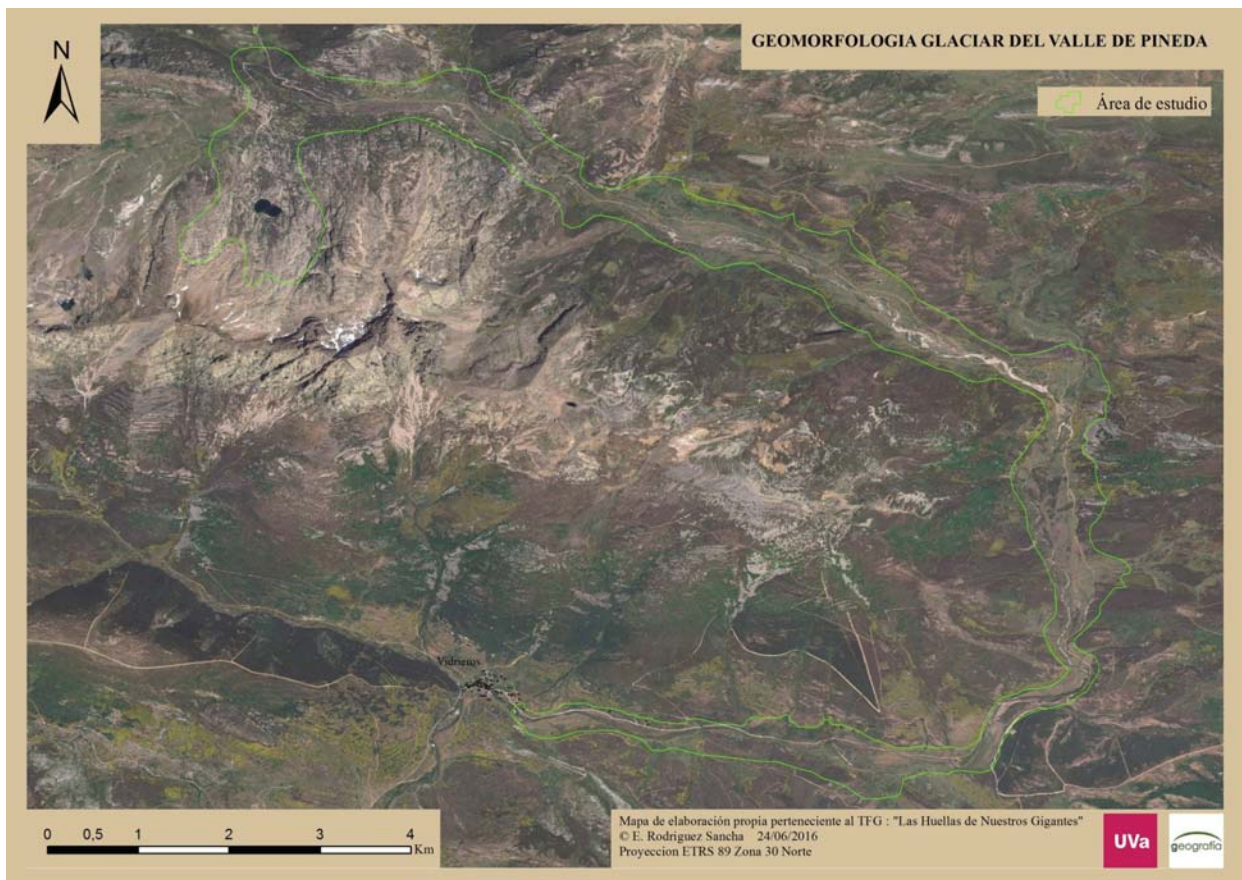 GEOMORFOLOGIA GLACIAR DEL VALLE DE PINEDA
N
Área de estudio
Vidrieros
0 0,5 1 2 3 4
Km
Mapa de elaboración propia perteneciente al TFG : "Las Huellas de Nuestros Gigantes"
© E. Rodriguez Sancha 24/06/2016
Proyeccion ETRS 89 Zona 30 Norte
UVa
geografía